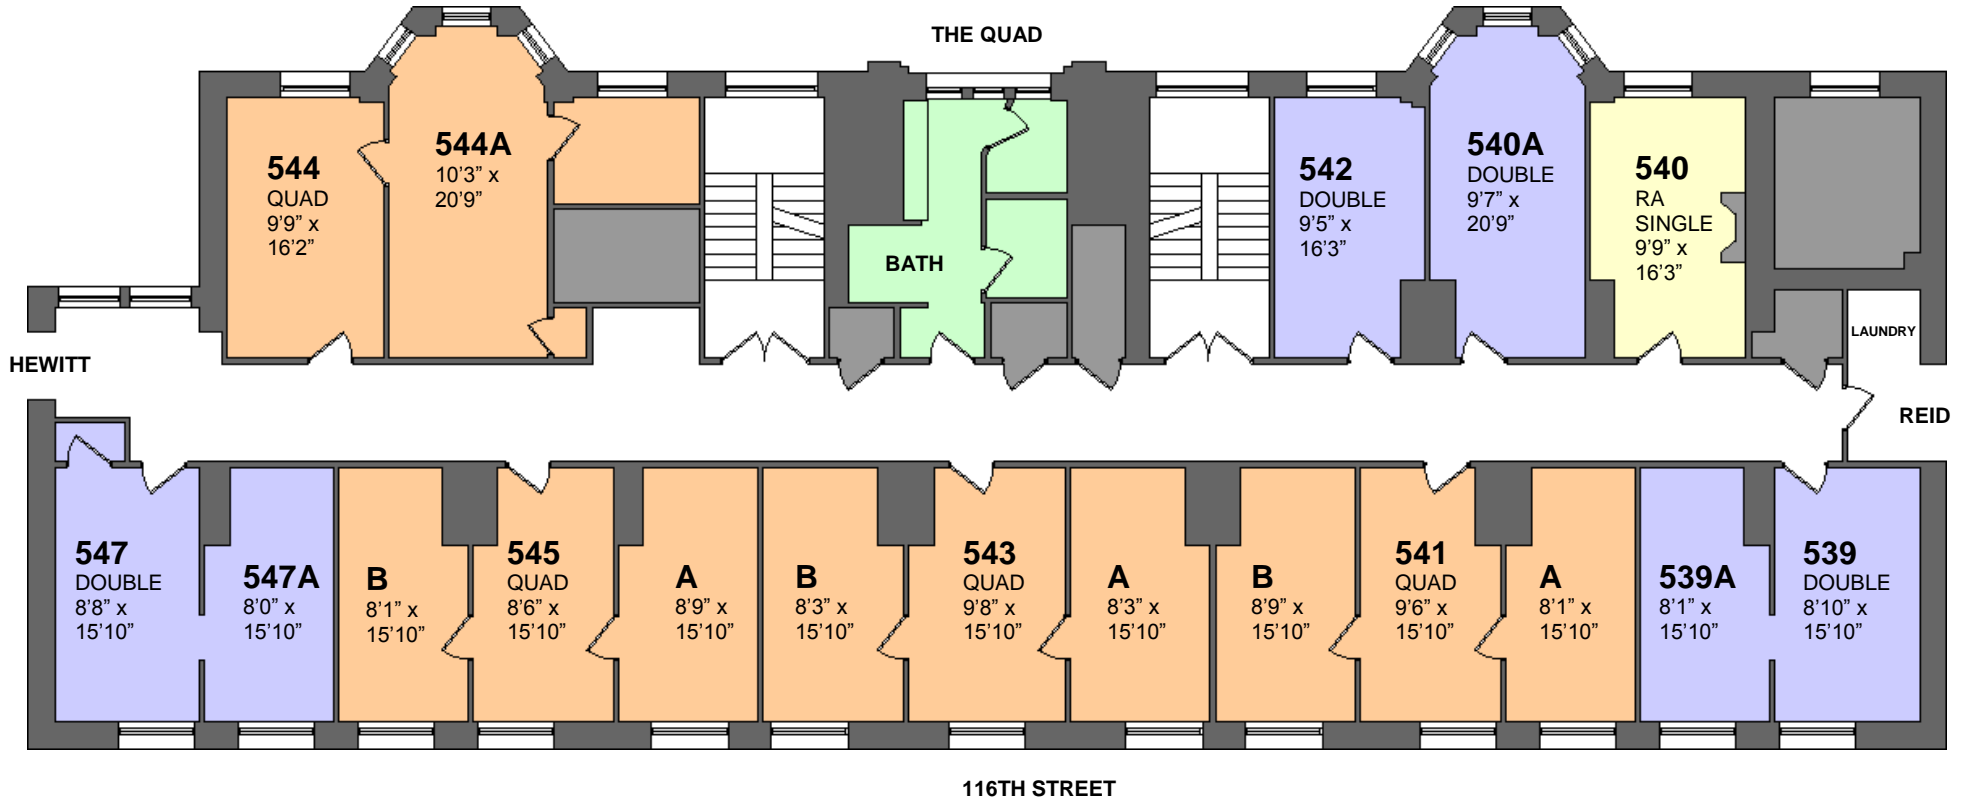 THE QUAD
544
QUAD
9’9” x
16’2”
544A
10’3” x
20’9”
BATH
542
DOUBLE
9’5” x
16’3”
540A
DOUBLE
9’7” x
20’9”
540
RA
SINGLE
9’9” x
16’3”
LAUNDRY
HEWITT
REID
547
DOUBLE
8’8” x
15’10”
547A
8’0” x
15’10”
B
8’1” x
15’10”
545
QUAD
8’6” x
15’10”
A
8’9” x
15’10”
B
8’3” x
15’10”
543
QUAD
9’8” x
15’10”
A
8’3” x
15’10”
B
8’9” x
15’10”
541
QUAD
9’6” x
15’10”
A
8’1” x
15’10”
539A
8’1” x
15’10”
539
DOUBLE
8’10” x
15’10”
116TH STREET